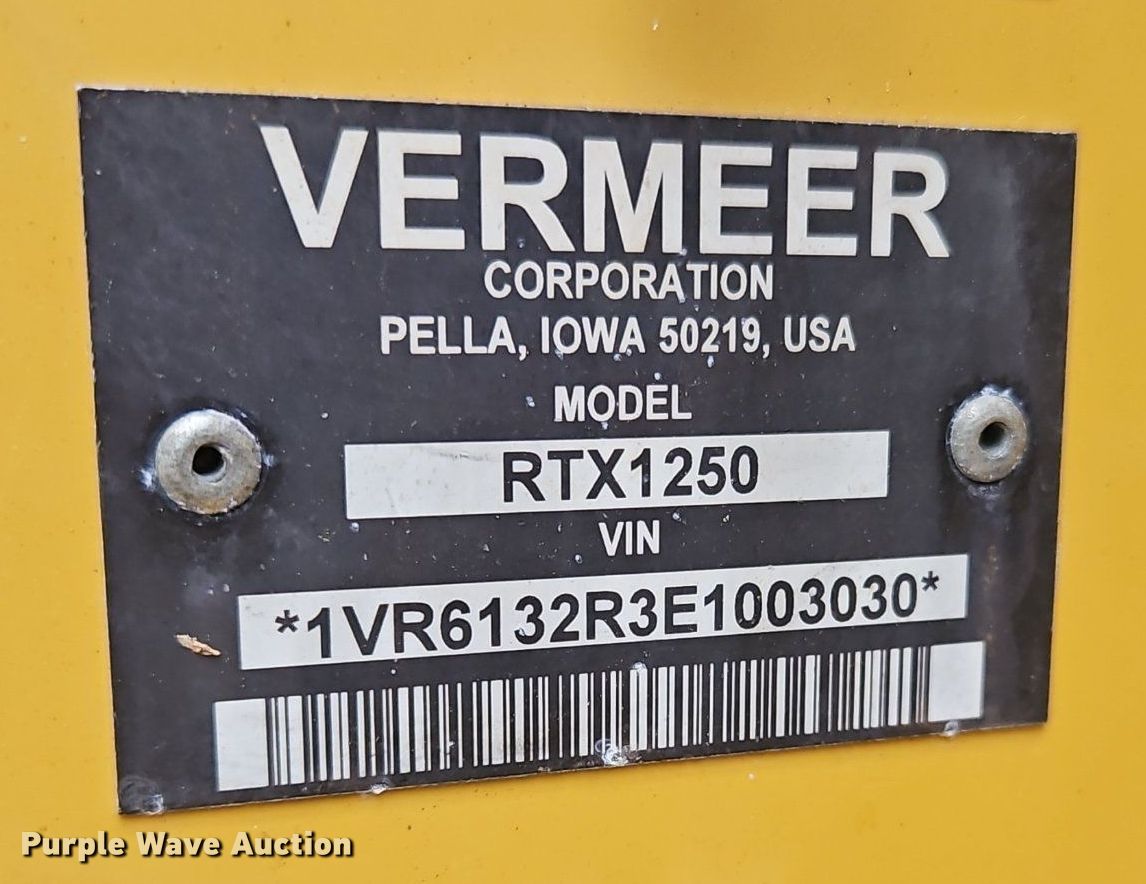 VERMEER
CORPORATION
PELLA, IOWA 50219, USA
MODEL
RTX1250
VIN
*1VR6132R3E1003030*
Purple Wave Auction